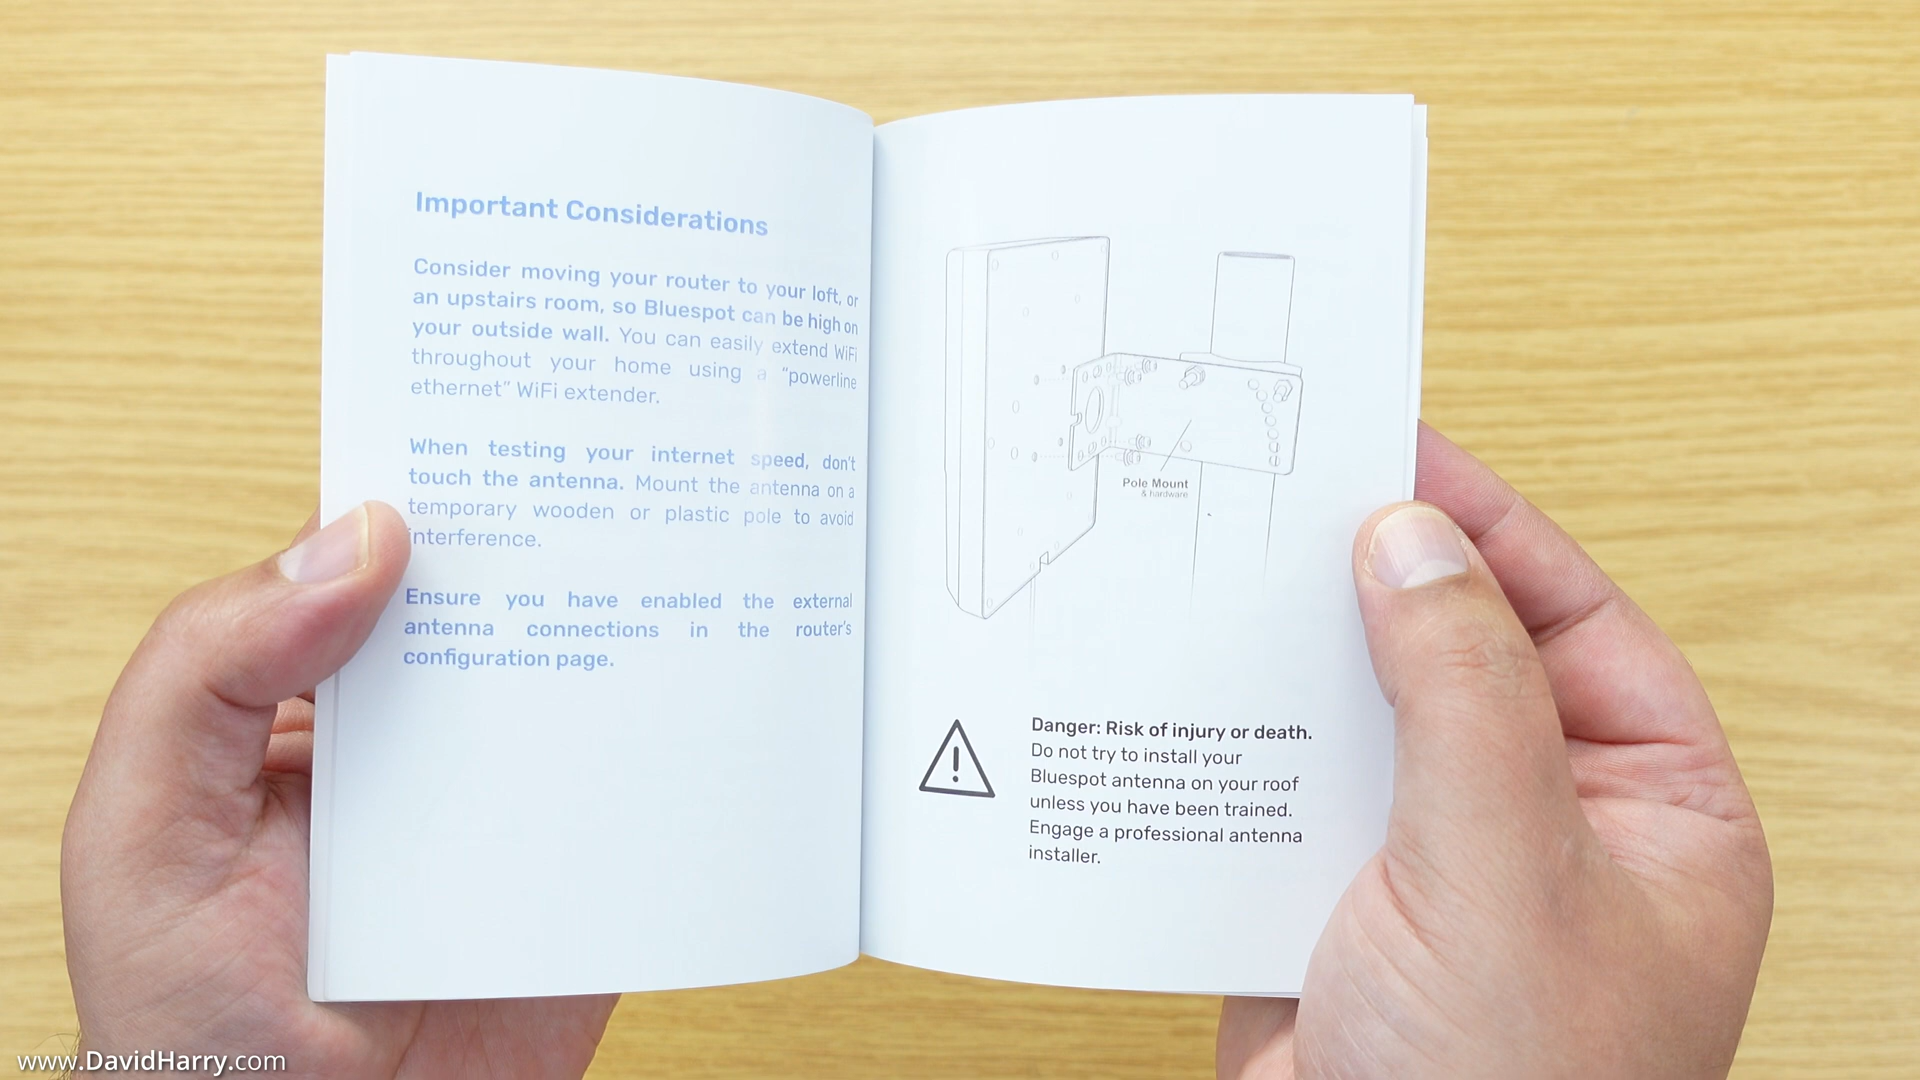 Important Considerations
Consider moving your router to your loft, or
an upstairs room, so Bluespot can be high on
your outside wall. You can easily extend WiFi
throughout your home using a "powerline
ethernet" WiFi extender.
When testing your internet speed, don't
touch the antenna. Mount the antenna on a
temporary wooden or plastic pole to avoid
interference.
Ensure you have enabled the external
antenna connections in the router's
configuration page.
Pole Mount
& hardware
Danger: Risk of injury or death.
Do not try to install your
Bluespot antenna on your roof
unless you have been trained.
Engage a professional antenna
installer.
www.DavidHarry.com